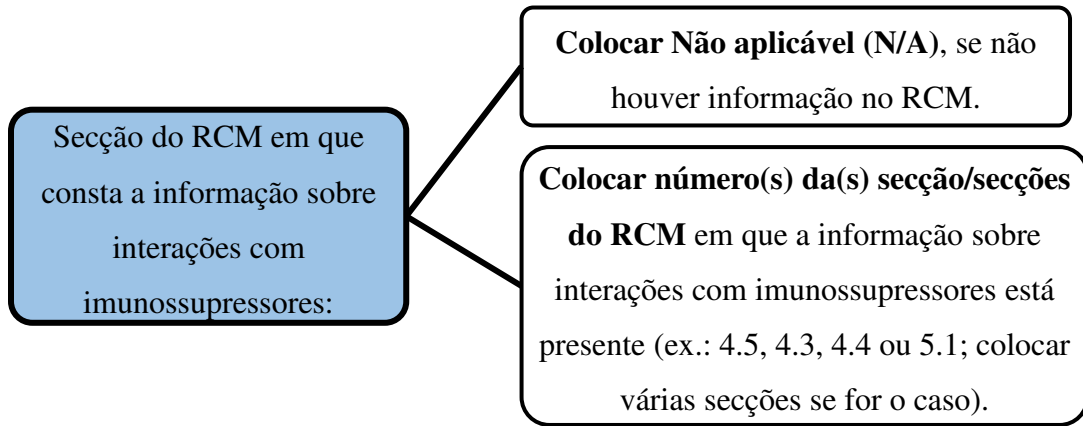 Secção do RCM em que
consta a informação sobre
interações com
imunossupressores:
Colocar Não aplicável (N/A), se não
houver informação no RCM.
Colocar número(s) da(s) secção/secções
do RCM em que a informação sobre
interações com imunossupressores está
presente (ex.: 4.5, 4.3, 4.4 ou 5.1; colocar
várias secções se for o caso).